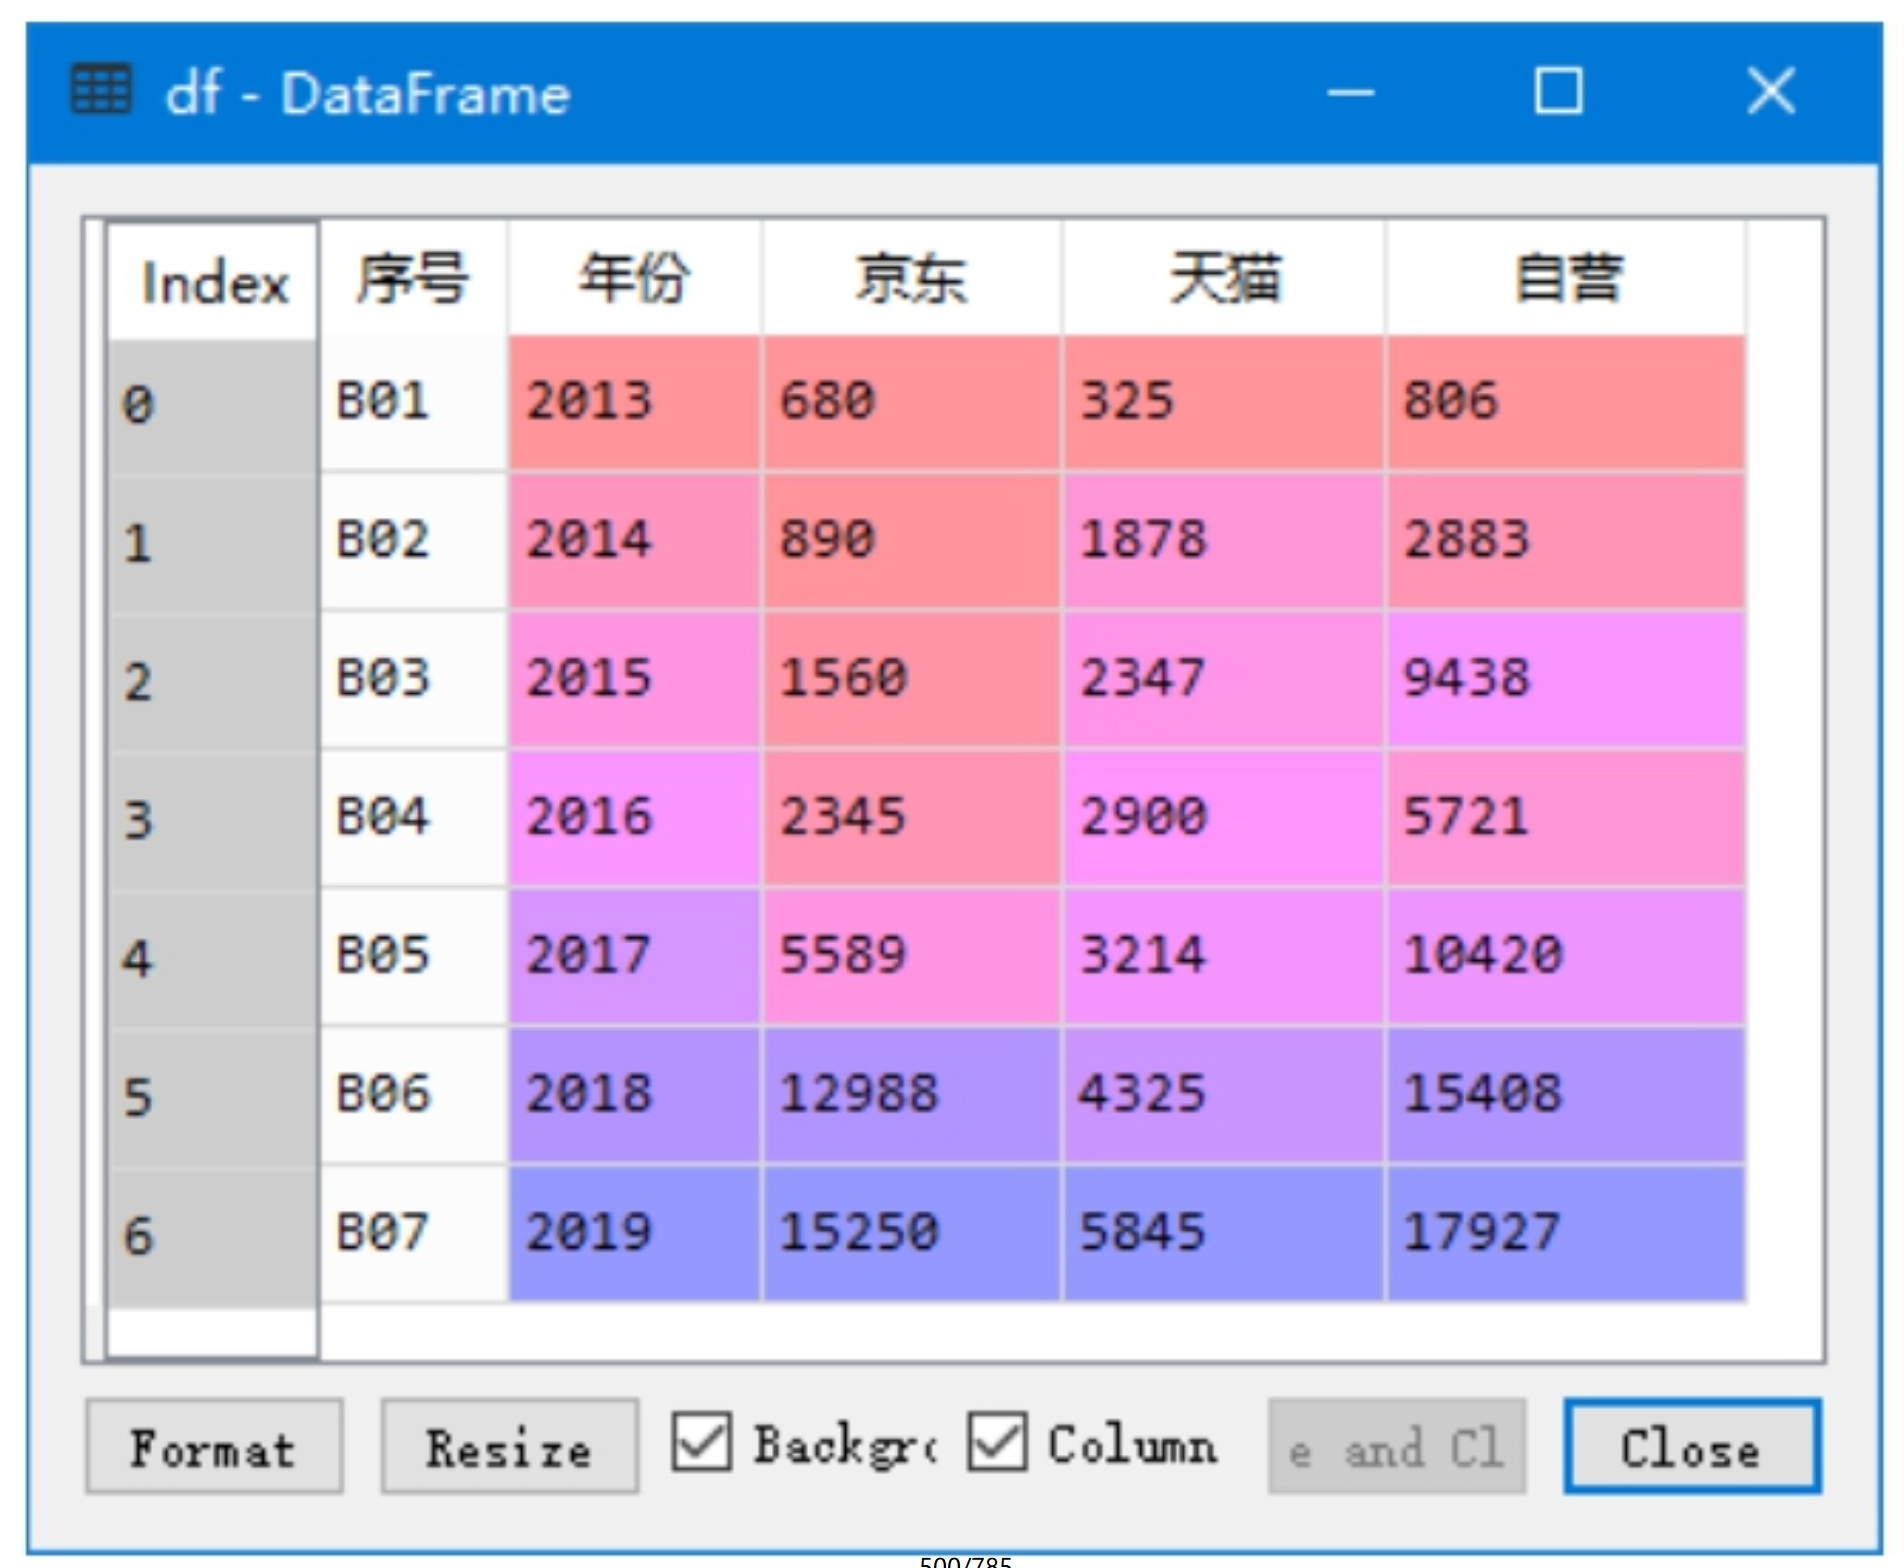 df - DataFrame
Index 序号 年份 京东 天猫 自营
0 B01 2013 680 325 806
1 B02 2014 890 1878 2883
2 B03 2015 1560 2347 9438
3 B04 2016 2345 2900 5721
4 B05 2017 5589 3214 10420
5 B06 2018 12988 4325 15408
6 B07 2019 15250 5845 17927
Format Resize Backgr Column e and Cl Close
500/785